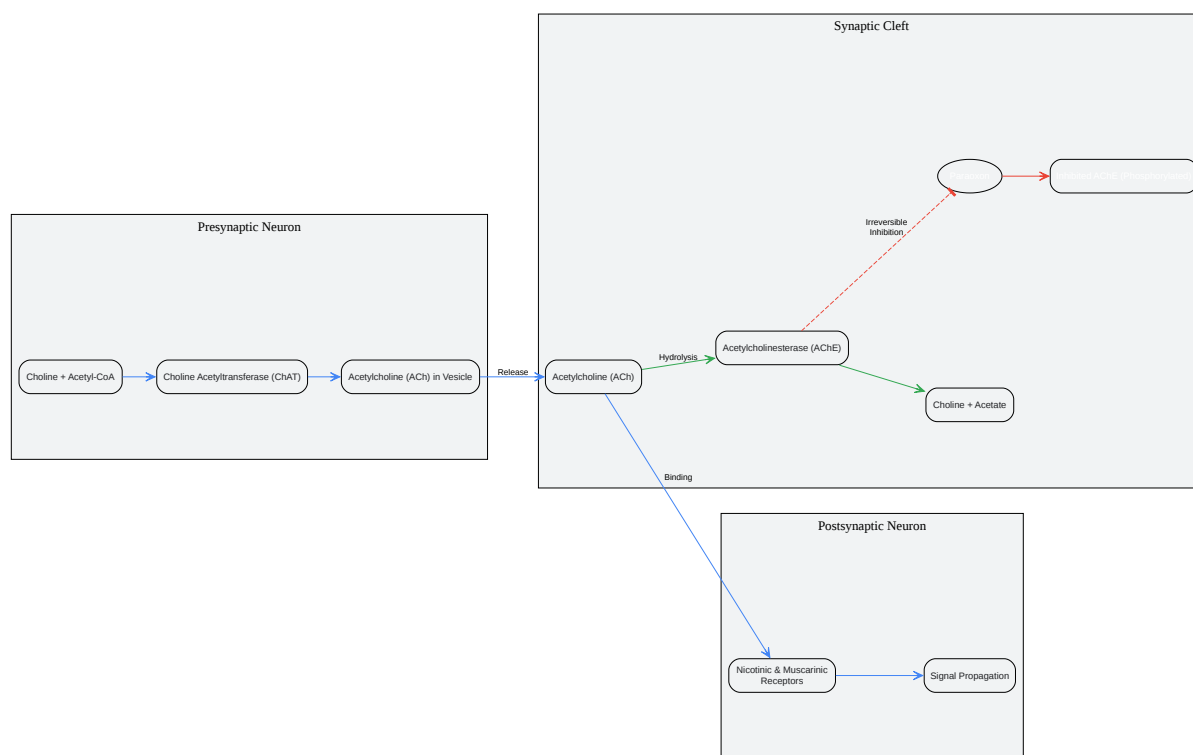 Synaptic Cleft
Irreversible
Inhibition
Presynaptic Neuron
Choline + Acetyl-CoA
Choline Acetyltransferase (ChAT)
Acetylcholine (ACh) in Vesicle
Release
Acetylcholine (ACh)
Hydrolysis
Acetylcholinesterase (AChE)
Choline + Acetate
Binding
Postsynaptic Neuron
Nicotinic & Muscarinic
Receptors
Signal Propagation